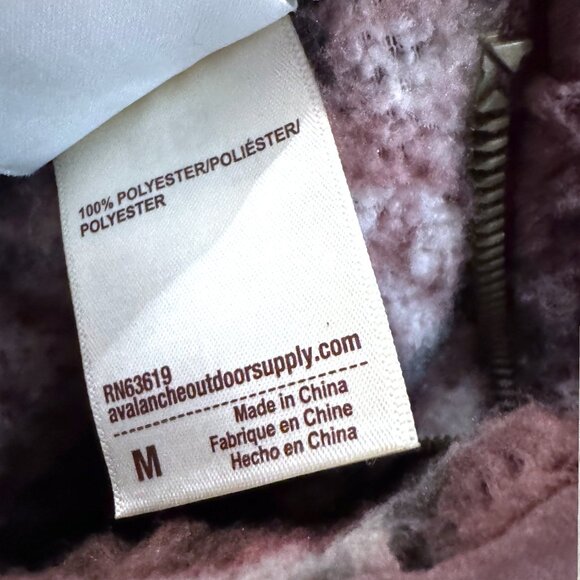 100% POLYESTER/POLIÉSTER/
POLYESTER
RN63619
avalancheoutdoorsupply.com
Made in China
Fabrique en Chine
Hecho en China
M